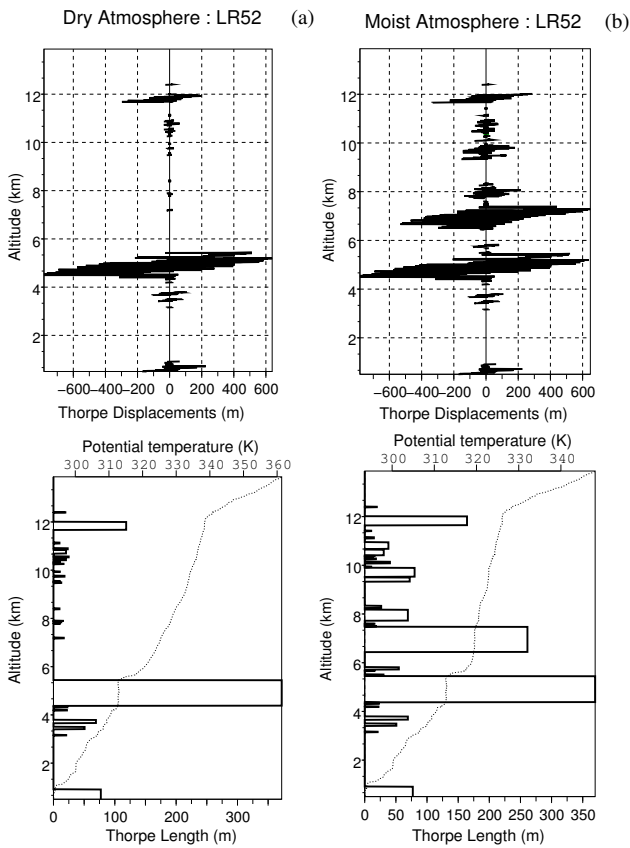 Dry Atmosphere : LR52 (a)
Altitude (km)
12
10
8
6
4
2
−600−400−200 0 200 400 600
Thorpe Displacements (m)
Moist Atmosphere : LR52 (b)
Altitude (km)
12
10
8
6
4
2
−600−400−200 0 200 400 600
Thorpe Displacements (m)
Potential temperature (K)
300 310 320 330 340 350 360
Altitude (km)
12
10
8
6
4
2
0 100 200 300
Thorpe Length (m)
Potential temperature (K)
300 310 320 330 340
Altitude (km)
12
10
8
6
4
2
0 50 100 150 200 250 300 350
Thorpe Length (m)